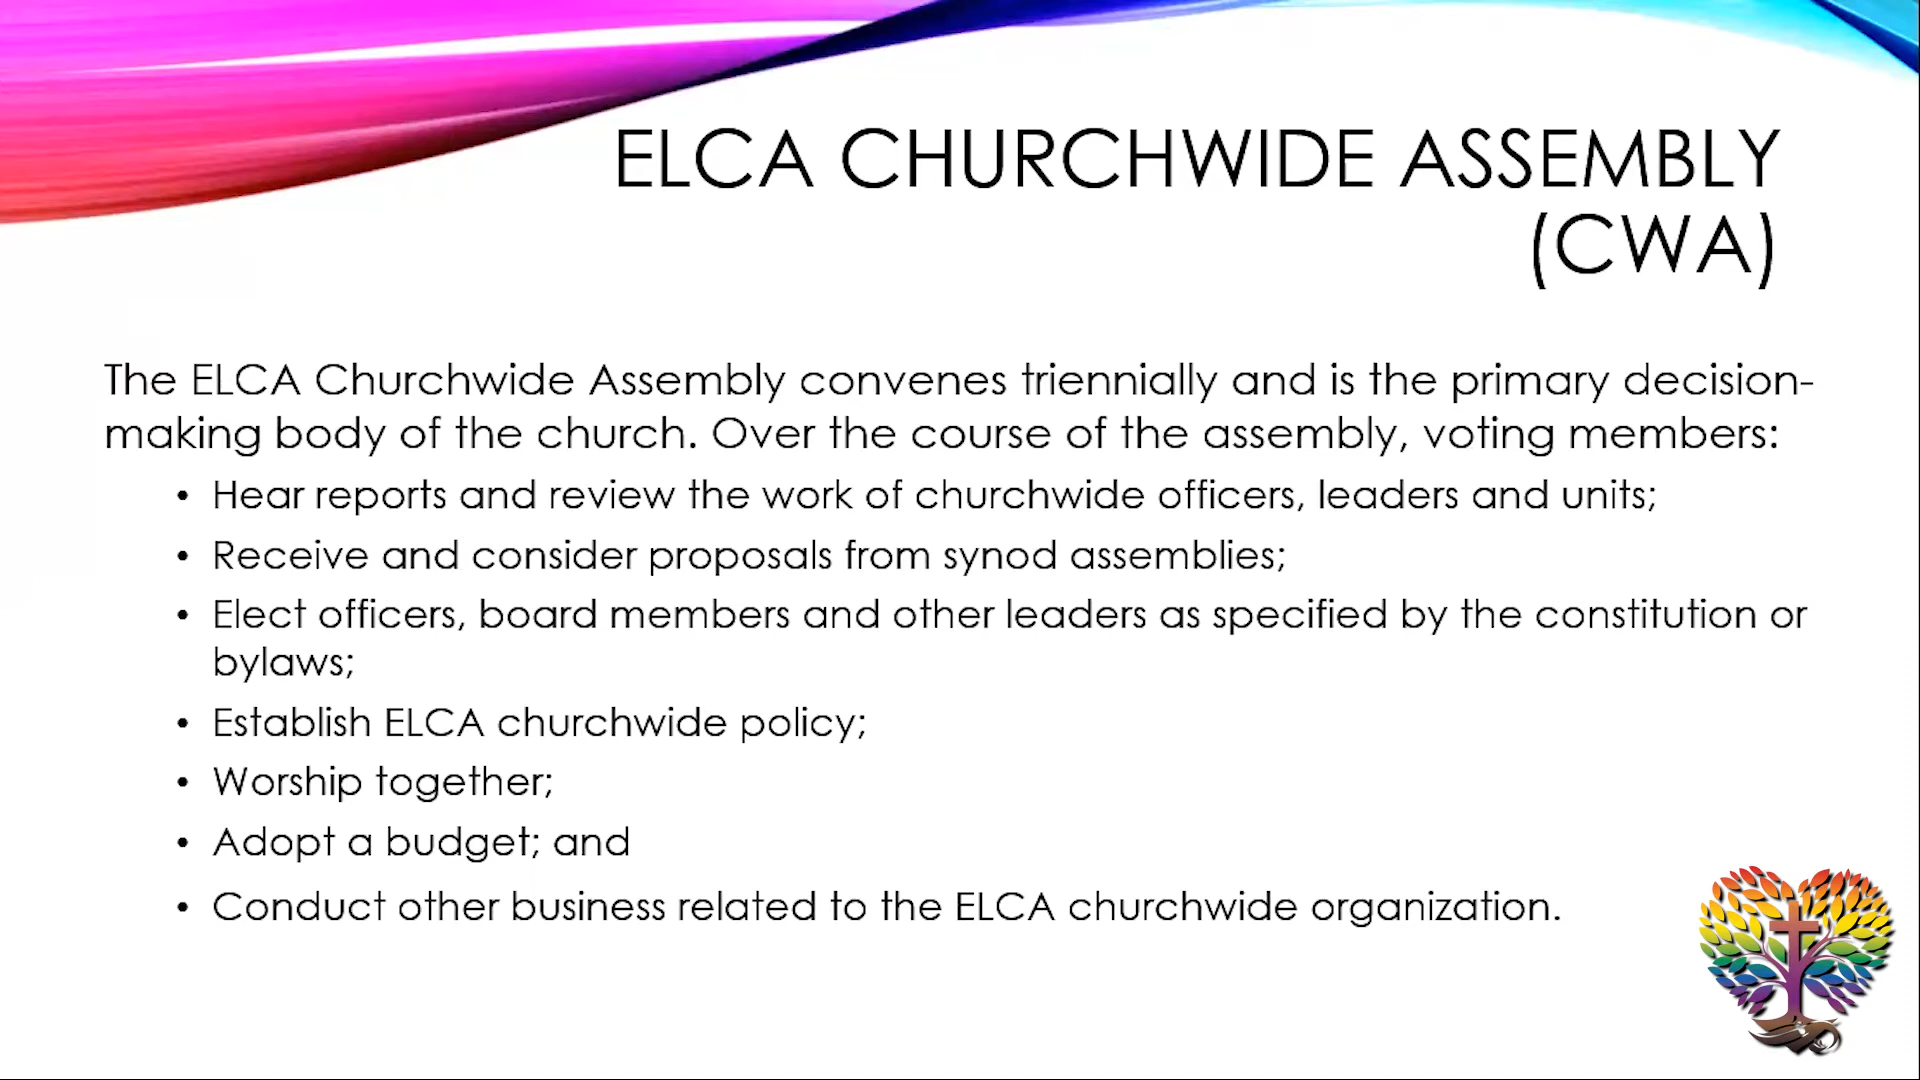 ELCA CHURCHWIDE ASSEMBLY
(CWA)
The ELCA Churchwide Assembly convenes triennially and is the primary decision-
making body of the church. Over the course of the assembly, voting members:
• Hear reports and review the work of churchwide officers, leaders and units;
• Receive and consider proposals from synod assemblies;
• Elect officers, board members and other leaders as specified by the constitution or
bylaws;
• Establish ELCA churchwide policy;
• Worship together;
• Adopt a budget; and
• Conduct other business related to the ELCA churchwide organization.